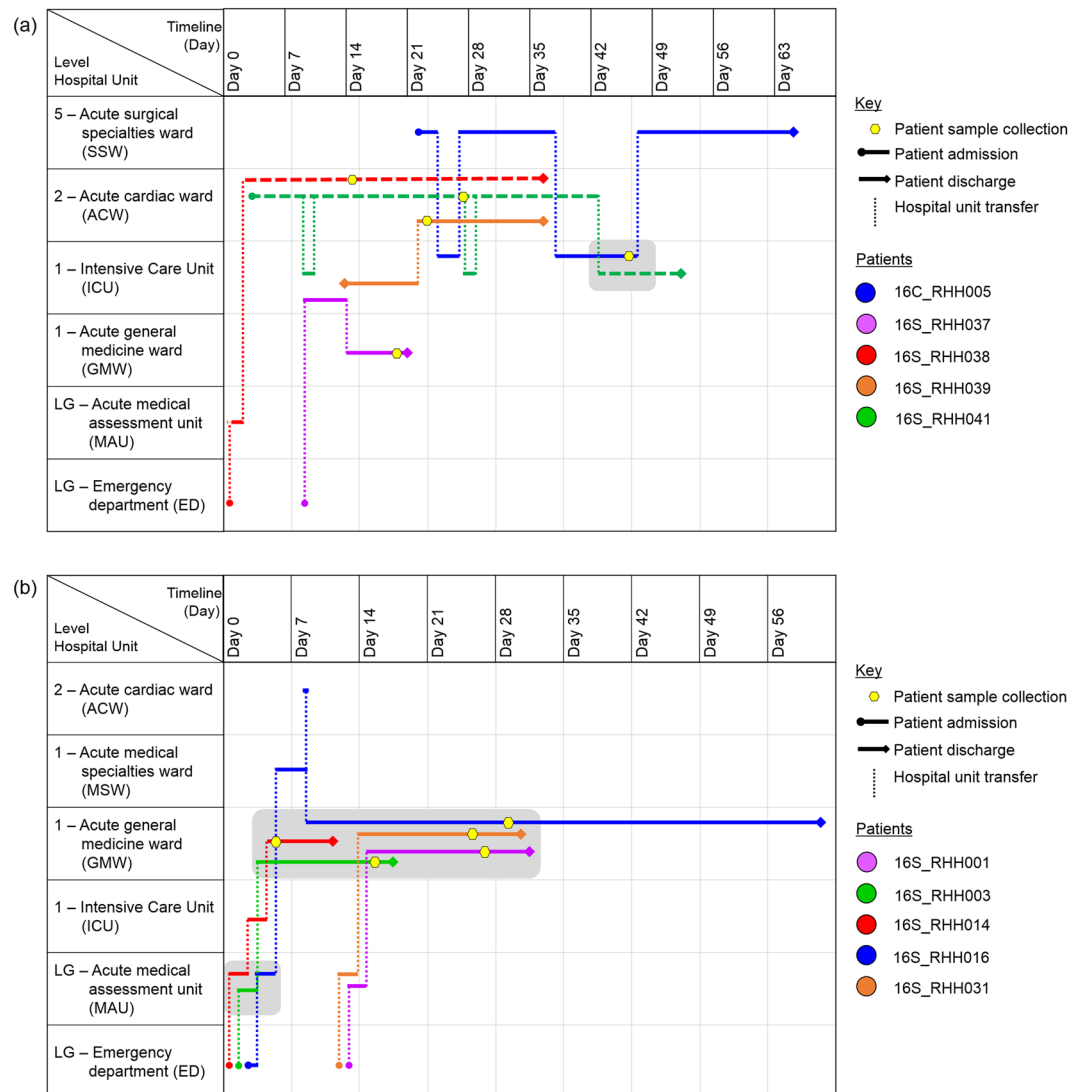 (a)
Timeline
(Day)
Level
Hospital Unit
Day 0
Day 7
Day 14
Day 21
Day 28
Day 35
Day 42
Day 49
Day 56
Day 63
5 – Acute surgical
specialties ward
(SSW)
2 – Acute cardiac ward
(ACW)
1 – Intensive Care Unit
(ICU)
1 – Acute general
medicine ward
(GMW)
LG – Acute medical
assessment unit
(MAU)
LG – Emergency
department (ED)
Key
Patient sample collection
Patient admission
Patient discharge
Hospital unit transfer
Patients
16C_RHH005
16S_RHH037
16S_RHH038
16S_RHH039
16S_RHH041
(b)
Timeline
(Day)
Level
Hospital Unit
Day 0
Day 7
Day 14
Day 21
Day 28
Day 35
Day 42
Day 49
Day 56
2 – Acute cardiac ward
(ACW)
1 – Acute medical
specialties ward
(MSW)
1 – Acute general
medicine ward
(GMW)
1 – Intensive Care Unit
(ICU)
LG – Acute medical
assessment unit
(MAU)
LG – Emergency
department (ED)
Key
Patient sample collection
Patient admission
Patient discharge
Hospital unit transfer
Patients
16S_RHH001
16S_RHH003
16S_RHH014
16S_RHH016
16S_RHH031